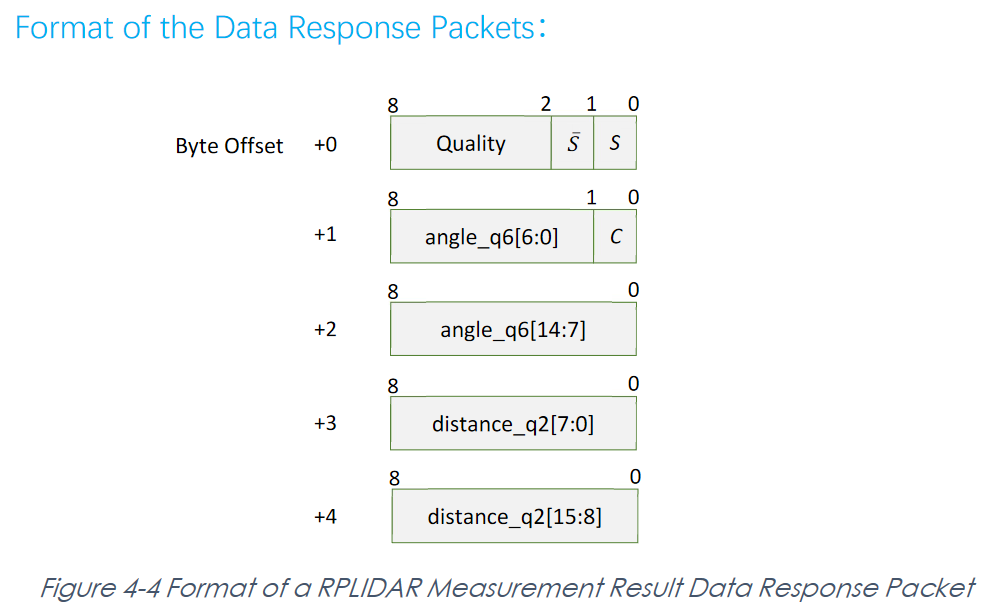 Format of the Data Response Packets：
8 2 1 0
Byte Offset +0 Quality S̄ S
8 1 0
+1 angle_q6[6:0] C
8 0
+2 angle_q6[14:7]
8 0
+3 distance_q2[7:0]
8 0
+4 distance_q2[15:8]
Figure 4-4 Format of a RPLIDAR Measurement Result Data Response Packet